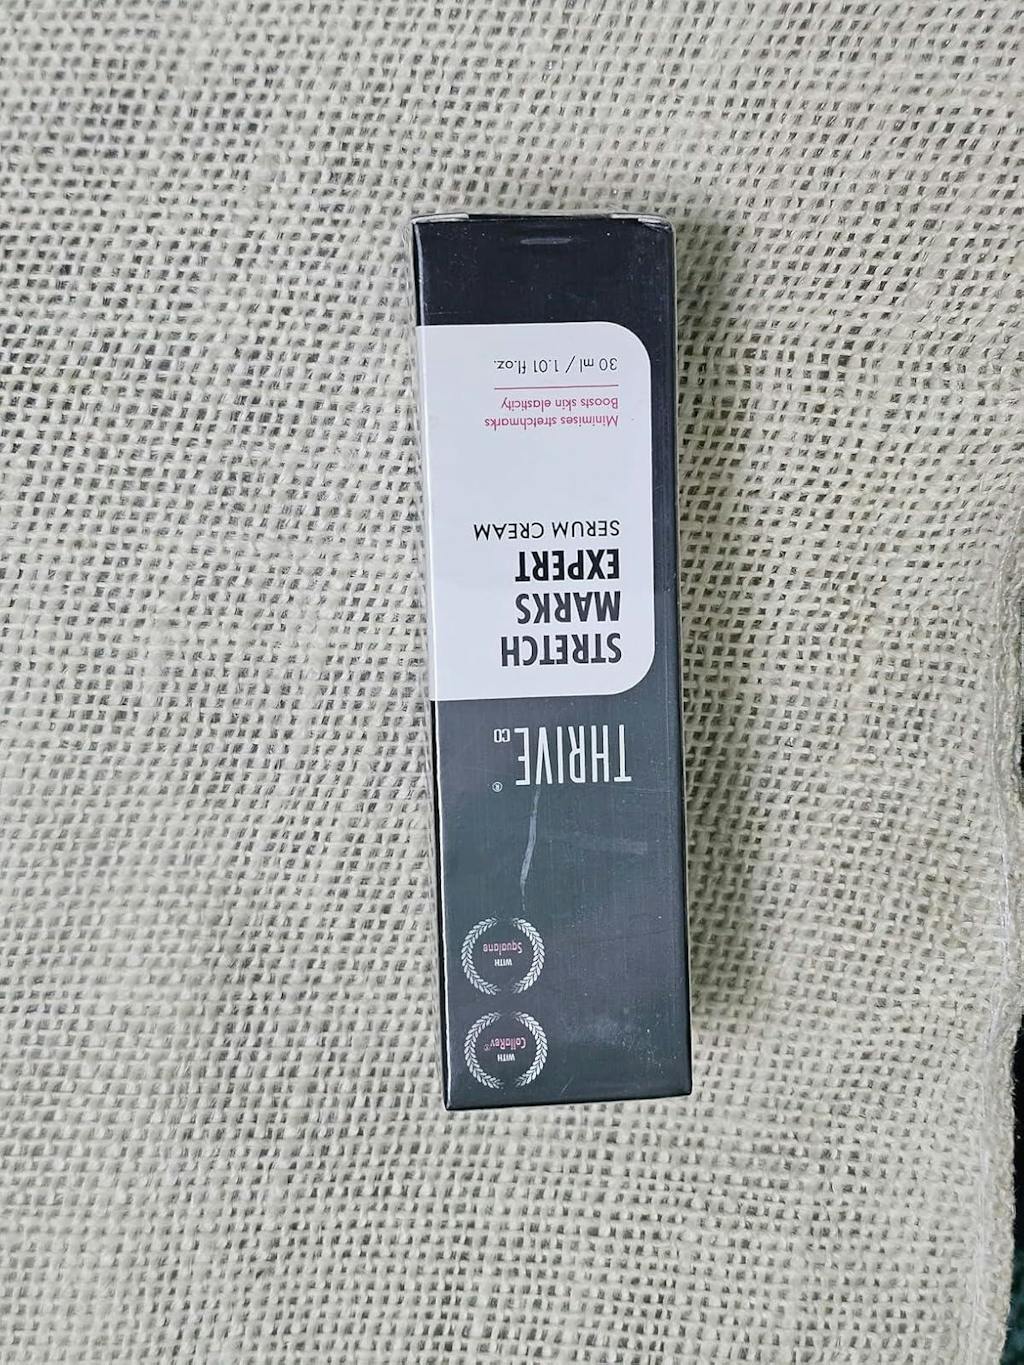 WITH
CollaRev®
WITH
Squalane
THRIVE CO®
STRETCH
MARKS
EXPERT
SERUM CREAM
Minimises stretchmarks
Boosts skin elasticity
30 ml / 1.01 fl.oz.